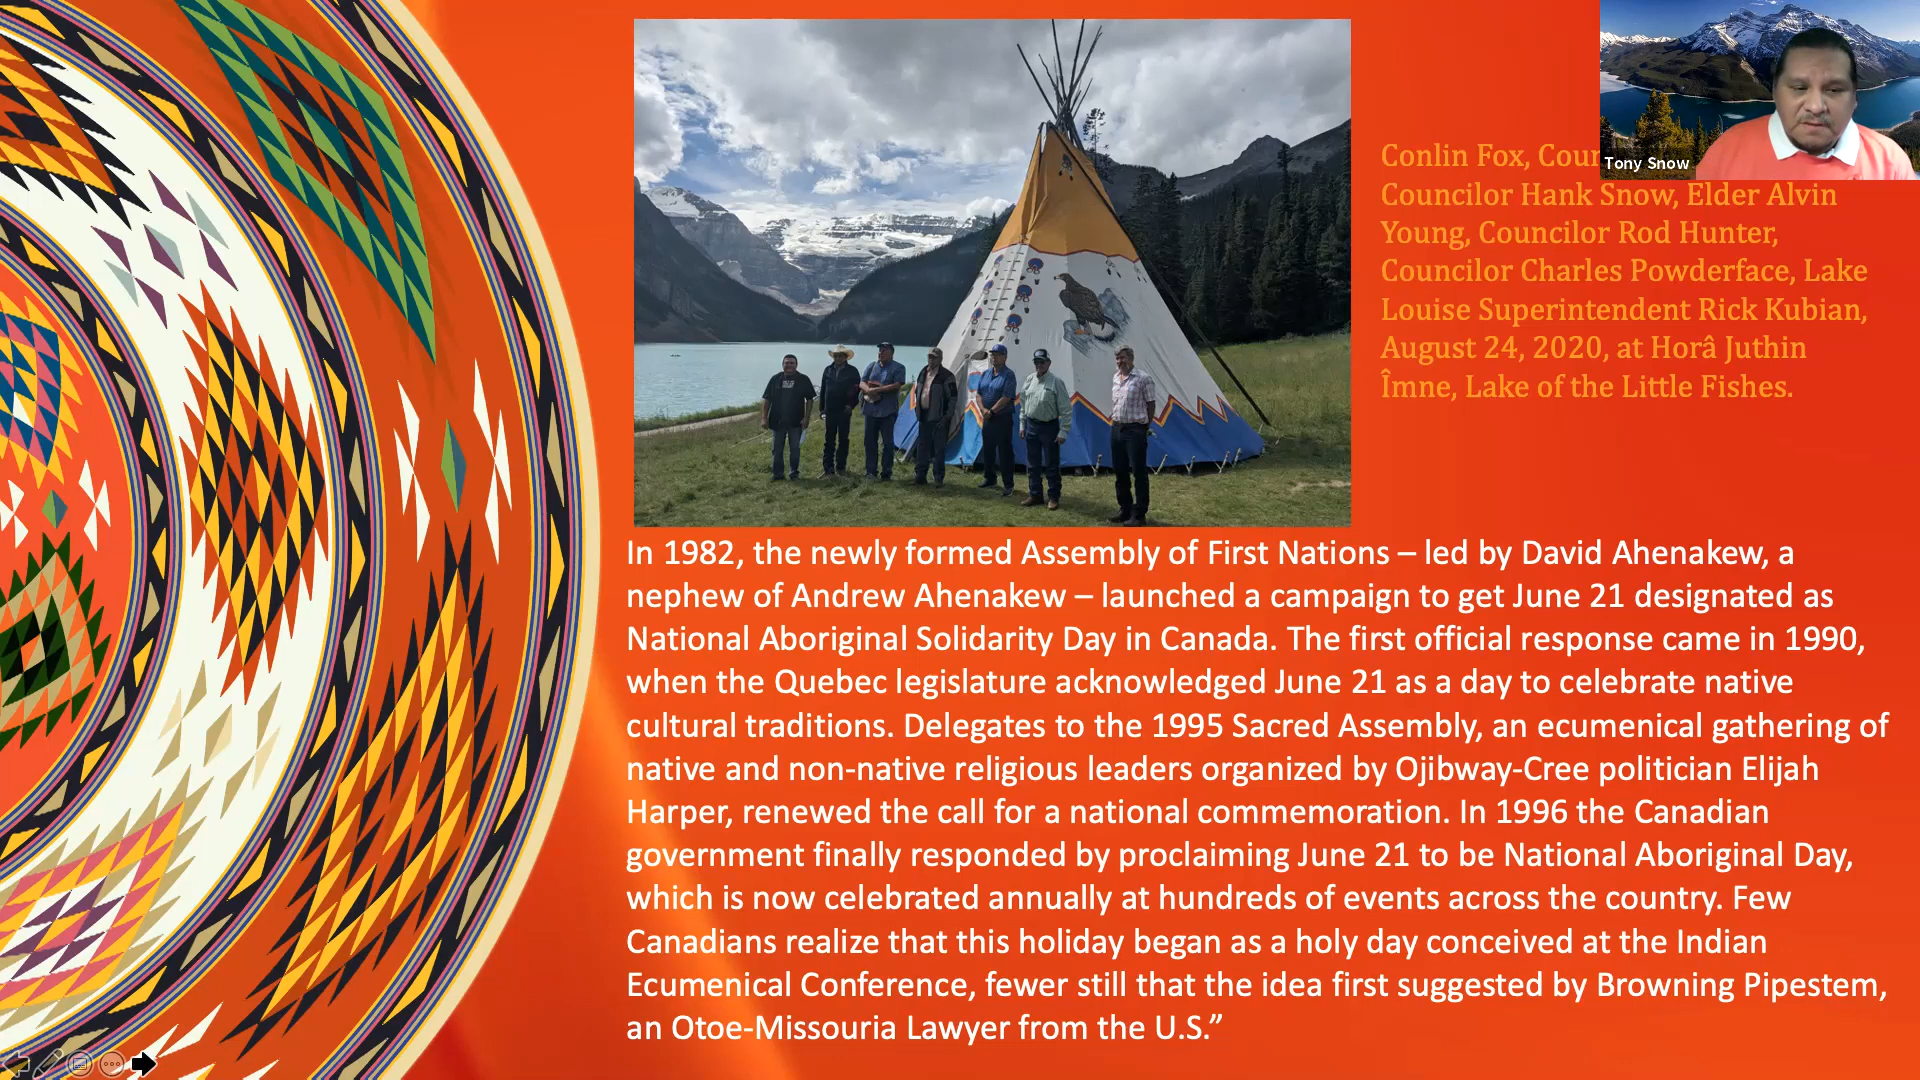 Conlin Fox,
Tony Snow
Councilor Hank Snow, Elder Alvin
Young, Councilor Rod Hunter,
Councilor Charles Powderface, Lake
Louise Superintendent Rick Kubian,
August 24, 2020, at Horâ Juthin
Îmne, Lake of the Little Fishes.
In 1982, the newly formed Assembly of First Nations – led by David Ahenakew, a
nephew of Andrew Ahenakew – launched a campaign to get June 21 designated as
National Aboriginal Solidarity Day in Canada. The first official response came in 1990,
when the Quebec legislature acknowledged June 21 as a day to celebrate native
cultural traditions. Delegates to the 1995 Sacred Assembly, an ecumenical gathering of
native and non-native religious leaders organized by Ojibway-Cree politician Elijah
Harper, renewed the call for a national commemoration. In 1996 the Canadian
government finally responded by proclaiming June 21 to be National Aboriginal Day,
which is now celebrated annually at hundreds of events across the country. Few
Canadians realize that this holiday began as a holy day conceived at the Indian
Ecumenical Conference, fewer still that the idea first suggested by Browning Pipestem,
an Otoe-Missouria Lawyer from the U.S.”